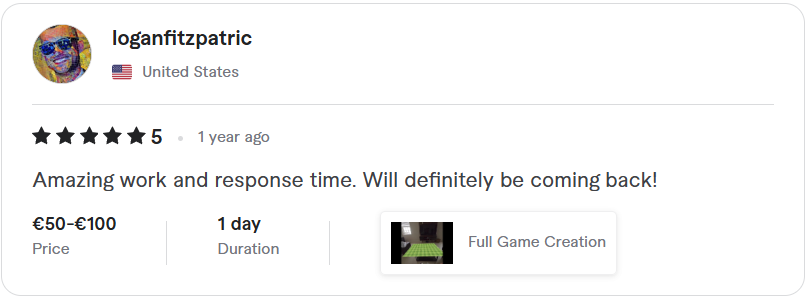 loganfitzpatric
United States
5 • 1 year ago
Amazing work and response time. Will definitely be coming back!
€50-€100
Price
1 day
Duration
Full Game Creation